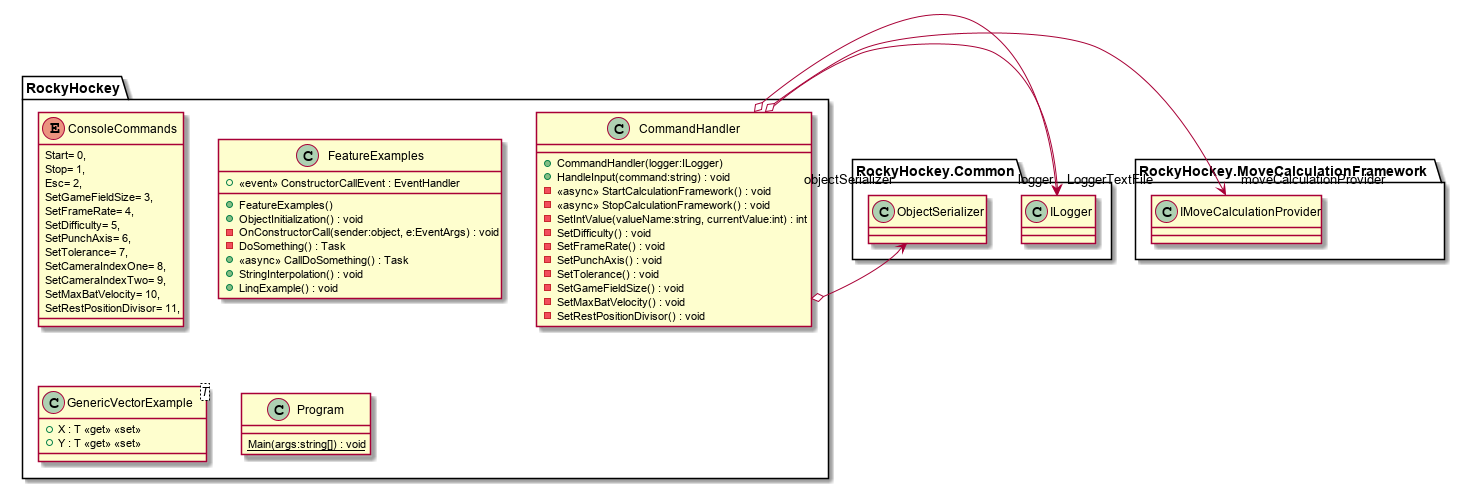 RockyHockey
E ConsoleCommands
Start= 0,
Stop= 1,
Esc= 2,
SetGameFieldSize= 3,
SetFrameRate= 4,
SetDifficulty= 5,
SetPunchAxis= 6,
SetTolerance= 7,
SetCameraIndexOne= 8,
SetCameraIndexTwo= 9,
SetMaxBatVelocity= 10,
SetRestPositionDivisor= 11,
C FeatureExamples
«event» ConstructorCallEvent : EventHandler
FeatureExamples()
ObjectInitialization() : void
OnConstructorCall(sender:object, e:EventArgs) : void
DoSomething() : Task
«async» CallDoSomething() : Task
StringInterpolation() : void
LinqExample() : void
C CommandHandler
CommandHandler(logger:ILogger)
HandleInput(command:string) : void
«async» StartCalculationFramework() : void
«async» StopCalculationFramework() : void
SetIntValue(valueName:string, currentValue:int) : int
SetDifficulty() : void
SetFrameRate() : void
SetPunchAxis() : void
SetTolerance() : void
SetGameFieldSize() : void
SetMaxBatVelocity() : void
SetRestPositionDivisor() : void
C GenericVectorExample
T
X : T «get» «set»
Y : T «get» «set»
C Program
Main(args:string[]) : void
RockyHockey.Common
objectSerializer
logger
LoggerTextFile
C ObjectSerializer
C ILogger
RockyHockey.MoveCalculationFramework
moveCalculationProvider
C IMoveCalculationProvider